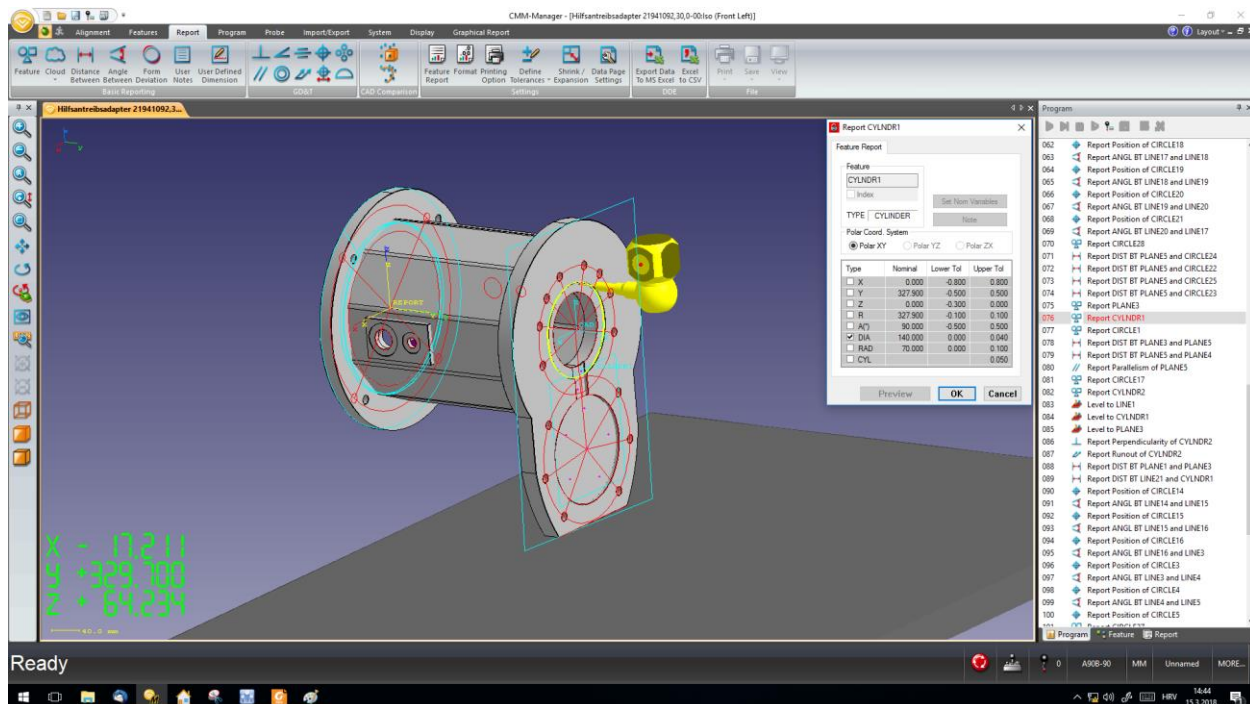 CMM-Manager - [Hilfsantreibsadapter 21941092,30,0-00:Iso (Front Left)]
Alignment Features Report Program Probe Import/Export System Display Graphical Report Layout
Feature Cloud Distance Between Angle Between Form Deviation User Notes User Defined Dimension
Feature Report Format Printing Option Define Tolerances Shrink / Expansion Data Page Settings Export Data To MS Excel Excel to CSV Print Save View
Basic Reporting GD&T CAD Comparison Settings DOE File
Hilfsantreibsadapter 21941092,3...
REPORT
X - 17.211
Y +329.700
Z + 64.234
40.0 mm
Report CYLNDR1
Feature Report
Feature
CYLNDR1
Index
Set Nom Variables
TYPE CYLINDER
Note
Polar Coord. System
Polar XY Polar YZ Polar ZX
Type Nominal Lower Tol Upper Tol
X 0.000 -0.800 0.800
Y 327.900 -0.500 0.500
Z 0.000 -0.300 0.000
R 327.900 -0.100 0.100
A(°) 90.000 -0.500 0.500
DIA 140.000 0.000 0.040
RAD 70.000 0.000 0.100
CYL 0.050
Preview OK Cancel
Program
062 Report Position of CIRCLE18
063 Report ANGL BT LINE17 and LINE18
064 Report Position of CIRCLE19
065 Report ANGL BT LINE18 and LINE19
066 Report Position of CIRCLE20
067 Report ANGL BT LINE19 and LINE20
068 Report Position of CIRCLE21
069 Report ANGL BT LINE20 and LINE17
070 Report CIRCLE28
071 Report DIST BT PLANE5 and CIRCLE24
072 Report DIST BT PLANE5 and CIRCLE22
073 Report DIST BT PLANE5 and CIRCLE25
074 Report DIST BT PLANE5 and CIRCLE23
075 Report PLANE3
076 Report CYLNDR1
077 Report CIRCLE1
078 Report DIST BT PLANE3 and PLANE5
079 Report DIST BT PLANE5 and PLANE4
080 Report Parallelism of PLANE5
081 Report CIRCLE17
082 Report CYLNDR2
083 Level to LINE1
084 Level to CYLNDR1
085 Level to PLANE3
086 Report Perpendicularity of CYLNDR2
087 Report Runout of CYLNDR2
088 Report DIST BT PLANE1 and PLANE3
089 Report DIST BT LINE21 and CYLNDR1
090 Report Position of CIRCLE14
091 Report ANGL BT LINE14 and LINE15
092 Report Position of CIRCLE15
093 Report ANGL BT LINE15 and LINE16
094 Report Position of CIRCLE16
095 Report ANGL BT LINE16 and LINE3
096 Report Position of CIRCLE3
097 Report ANGL BT LINE3 and LINE4
098 Report Position of CIRCLE4
099 Report ANGL BT LINE4 and LINE5
100 Report Position of CIRCLE5
Program Feature Report
Ready
0 A90B-90 MM Unnamed MORE...
HRV 14:44
15.3.2018